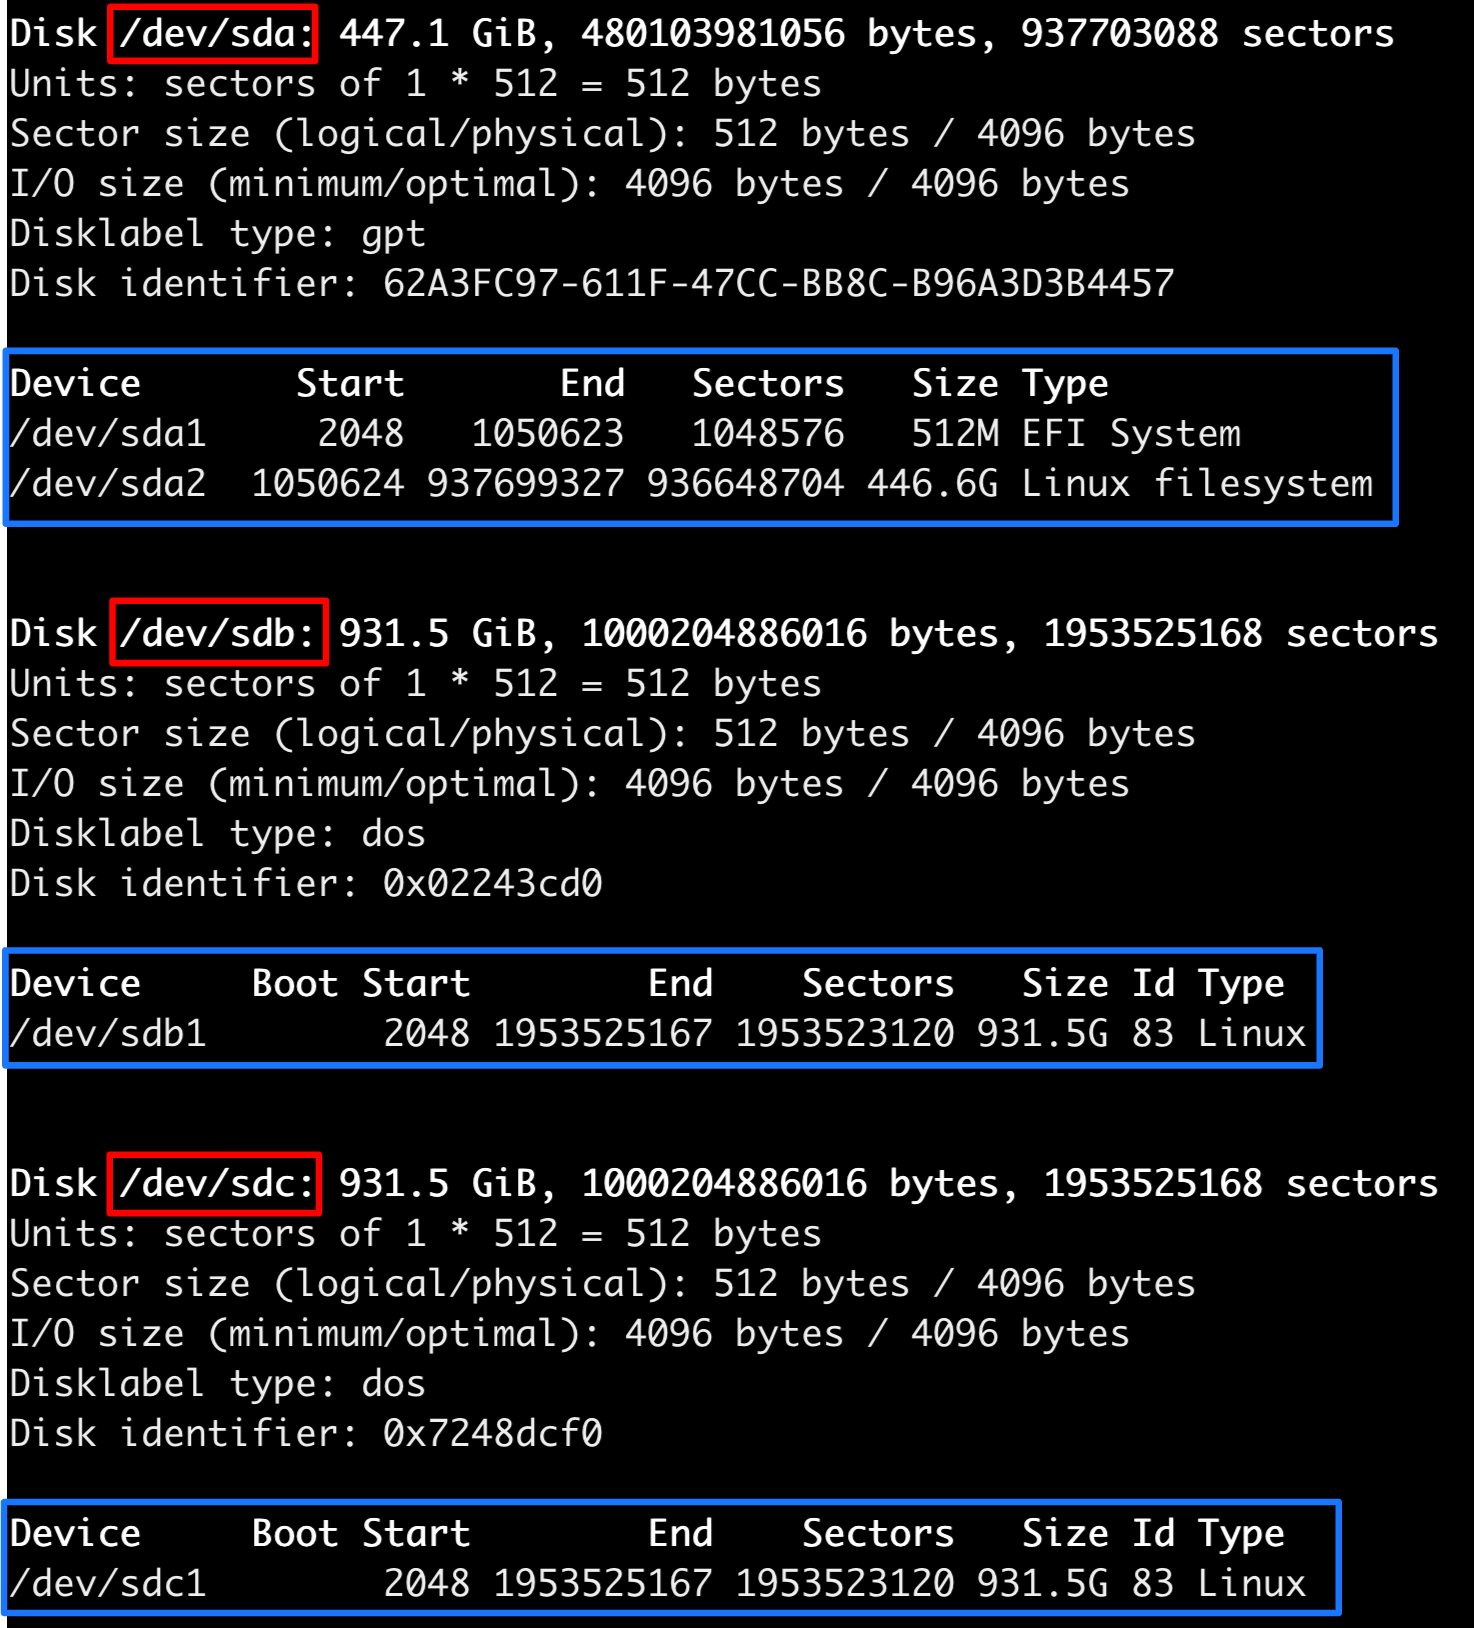 Disk /dev/sda: 447.1 GiB, 480103981056 bytes, 937703088 sectors
Units: sectors of 1 * 512 = 512 bytes
Sector size (logical/physical): 512 bytes / 4096 bytes
I/O size (minimum/optimal): 4096 bytes / 4096 bytes
Disklabel type: gpt
Disk identifier: 62A3FC97-611F-47CC-BB8C-B96A3D3B4457
Device Start End Sectors Size Type
/dev/sda1 2048 1050623 1048576 512M EFI System
/dev/sda2 1050624 937699327 936648704 446.6G Linux filesystem
Disk /dev/sdb: 931.5 GiB, 1000204886016 bytes, 1953525168 sectors
Units: sectors of 1 * 512 = 512 bytes
Sector size (logical/physical): 512 bytes / 4096 bytes
I/O size (minimum/optimal): 4096 bytes / 4096 bytes
Disklabel type: dos
Disk identifier: 0x02243cd0
Device Boot Start End Sectors Size Id Type
/dev/sdb1 2048 1953525167 1953523120 931.5G 83 Linux
Disk /dev/sdc: 931.5 GiB, 1000204886016 bytes, 1953525168 sectors
Units: sectors of 1 * 512 = 512 bytes
Sector size (logical/physical): 512 bytes / 4096 bytes
I/O size (minimum/optimal): 4096 bytes / 4096 bytes
Disklabel type: dos
Disk identifier: 0x7248dcf0
Device Boot Start End Sectors Size Id Type
/dev/sdc1 2048 1953525167 1953523120 931.5G 83 Linux